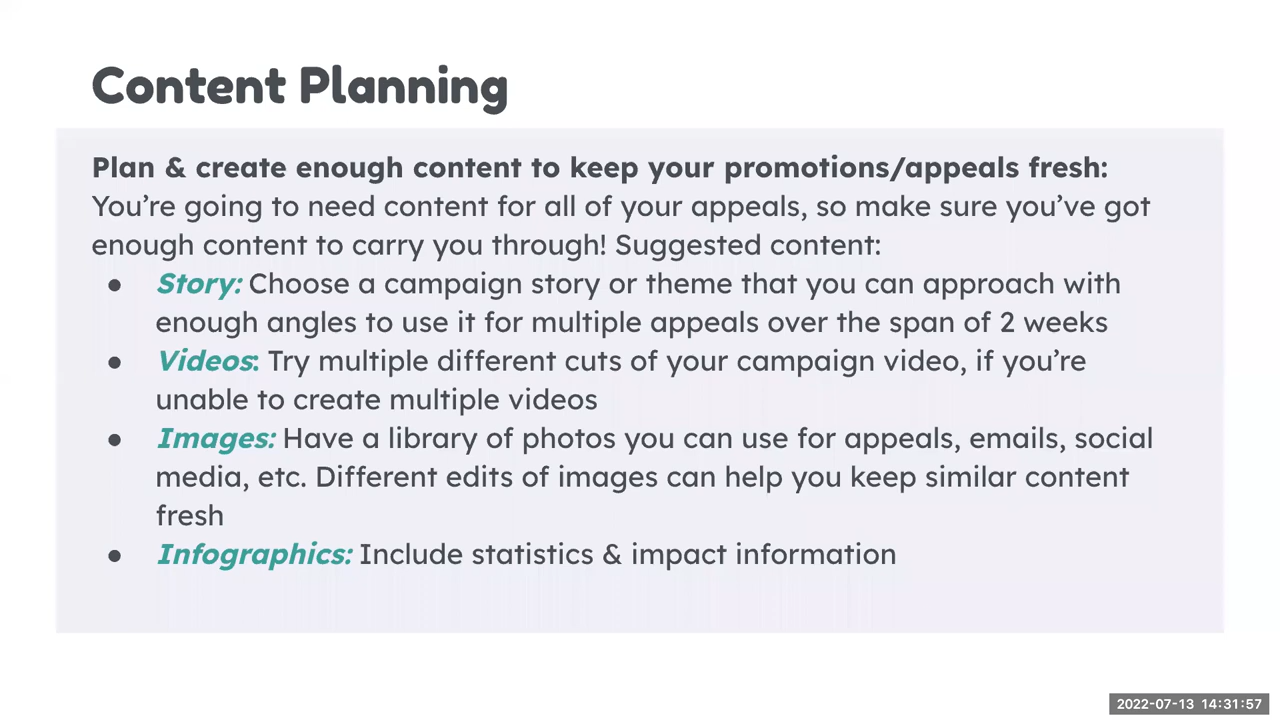 Content Planning
Plan & create enough content to keep your promotions/appeals fresh:
You’re going to need content for all of your appeals, so make sure you’ve got
enough content to carry you through! Suggested content:
● Story: Choose a campaign story or theme that you can approach with
enough angles to use it for multiple appeals over the span of 2 weeks
● Videos: Try multiple different cuts of your campaign video, if you’re
unable to create multiple videos
● Images: Have a library of photos you can use for appeals, emails, social
media, etc. Different edits of images can help you keep similar content
fresh
● Infographics: Include statistics & impact information
2022-07-13 14:31:57